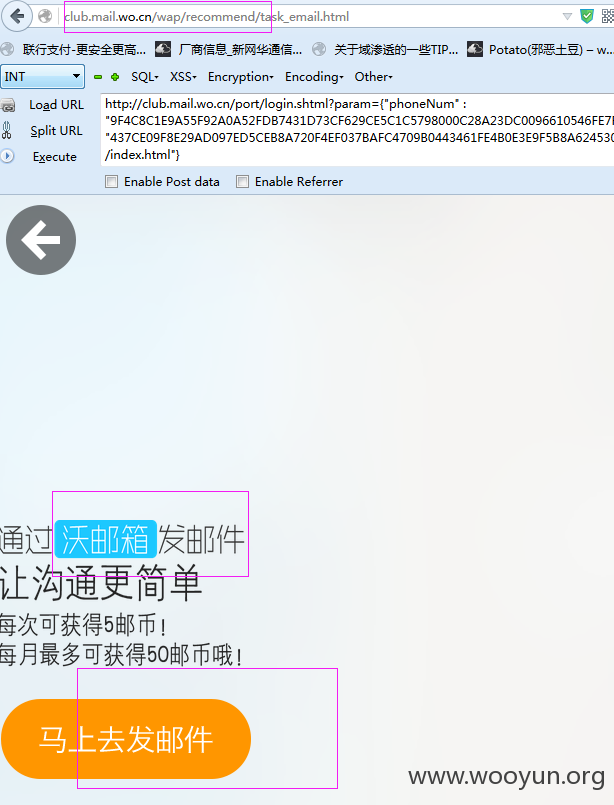 club.mail.wo.cn/wap/recommend/task_email.html
联行支付-更安全更高... 厂商信息_新网华通信... 关于域渗透的一些TIP... Potato(邪恶土豆) – w...
INT SQL XSS Encryption Encoding Other
Load URL
Split URL
Execute
http://club.mail.wo.cn/port/login.shtml?param={"phoneNum" :
"9F4C8C1E9A55F92A0A52FDB7431D73CF629CE5C1C5798000C28A23DC0096610546FE7
"437CE09F8E29AD097ED5CEB8A720F4EF037BAFC4709B0443461FE4B0E3E9F5B8A624530
/index.html"}
Enable Post data Enable Referrer
通过 沃邮箱 发邮件
让沟通更简单
每次可获得5邮币！
每月最多可获得50邮币哦！
马上去发邮件
www.wooyun.org